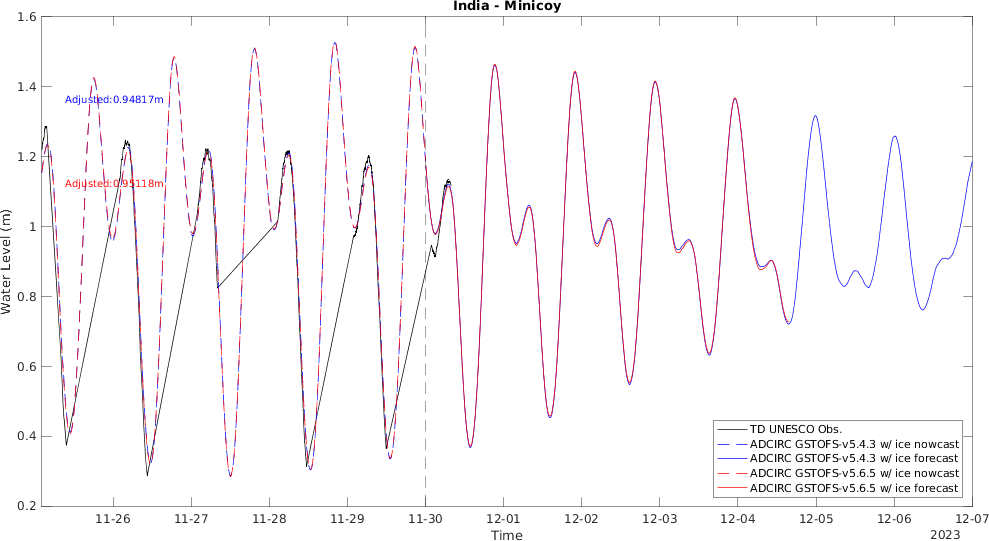 India - Minicoy
1.6
1.4
1.2
1
0.8
0.6
0.4
0.2
Water Level (m)
Adjusted:0.94817m
Adjusted:0.95118m
TD UNESCO Obs.
ADCIRC GSTOFS-v5.4.3 w/ ice nowcast
ADCIRC GSTOFS-v5.4.3 w/ ice forecast
ADCIRC GSTOFS-v5.6.5 w/ ice nowcast
ADCIRC GSTOFS-v5.6.5 w/ ice forecast
11-26 11-27 11-28 11-29 11-30 12-01 12-02 12-03 12-04 12-05 12-06 12-07
Time
2023